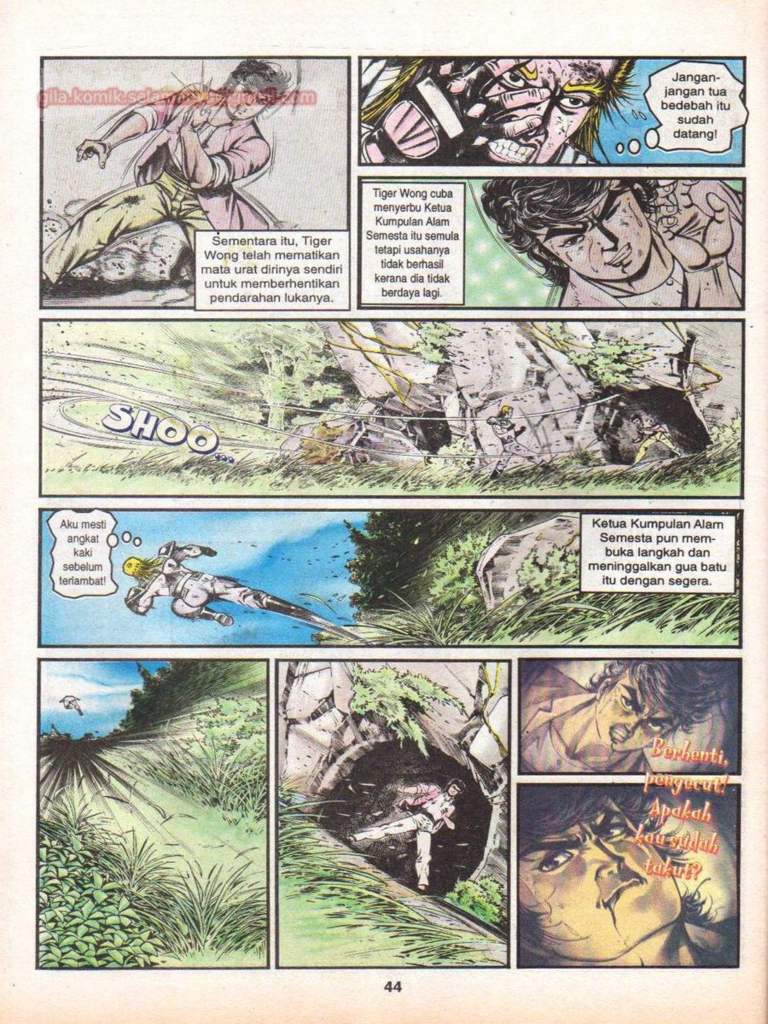 Sementara itu, Tiger
Wong telah mematikan
mata urat dirinya sendiri
untuk memberhentikan
pendarahan lukanya.
Jangan-
jangan tua
bedebah itu
sudah
datang!
Tiger Wong cuba
menyerbu Ketua
Kumpulan Alam
Semesta itu semula
tetapi usahanya
tidak berhasil
kerana dia tidak
berdaya lagi.
SHOO...
Aku mesti
angkat
kaki
sebelum
terlambat!
Ketua Kumpulan Alam
Semesta pun mem-
buka langkah dan
meninggalkan gua batu
itu dengan segera.
Berhenti,
pengecut!
Apakah
kau sudah
takut?
44